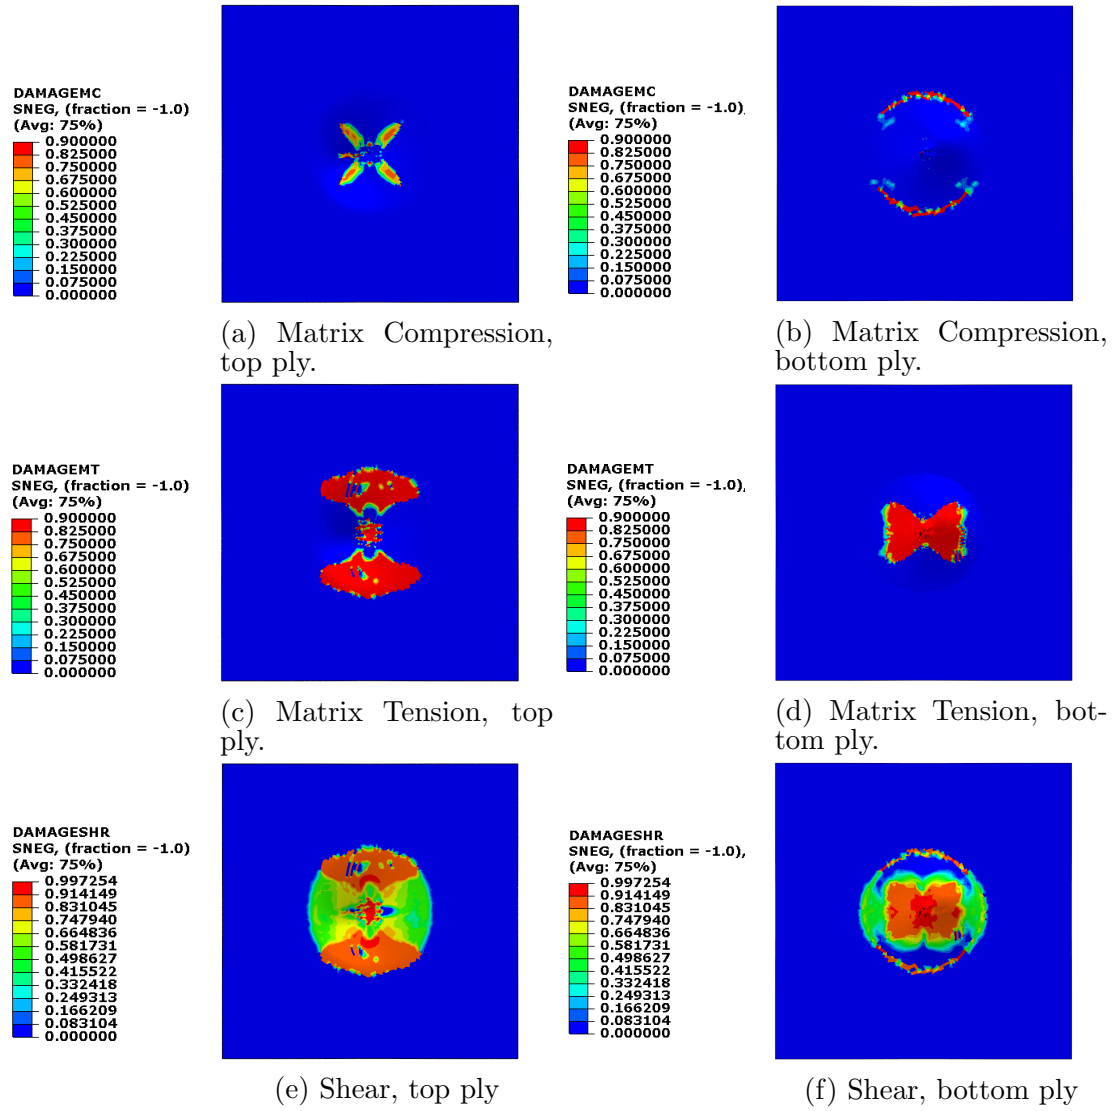 DAMAGEMC
SNEG, (fraction = -1.0)
(Avg: 75%)
0.900000
0.825000
0.750000
0.675000
0.600000
0.525000
0.450000
0.375000
0.300000
0.225000
0.150000
0.075000
0.000000
(a) Matrix Compression,
top ply.
DAMAGEMC
SNEG, (fraction = -1.0),
(Avg: 75%)
0.900000
0.825000
0.750000
0.675000
0.600000
0.525000
0.450000
0.375000
0.300000
0.225000
0.150000
0.075000
0.000000
(b) Matrix Compression,
bottom ply.
DAMAGEMT
SNEG, (fraction = -1.0)
(Avg: 75%)
0.900000
0.825000
0.750000
0.675000
0.600000
0.525000
0.450000
0.375000
0.300000
0.225000
0.150000
0.075000
0.000000
(c) Matrix Tension, top
ply.
DAMAGEMT
SNEG, (fraction = -1.0),
(Avg: 75%)
0.900000
0.825000
0.750000
0.675000
0.600000
0.525000
0.450000
0.375000
0.300000
0.225000
0.150000
0.075000
0.000000
(d) Matrix Tension, bot-
tom ply.
DAMAGESHR
SNEG, (fraction = -1.0)
(Avg: 75%)
0.997254
0.914149
0.831045
0.747940
0.664836
0.581731
0.498627
0.415522
0.332418
0.249313
0.166209
0.083104
0.000000
(e) Shear, top ply
DAMAGESHR
SNEG, (fraction = -1.0),
(Avg: 75%)
0.997254
0.914149
0.831045
0.747940
0.664836
0.581731
0.498627
0.415522
0.332418
0.249313
0.166209
0.083104
0.000000
(f) Shear, bottom ply